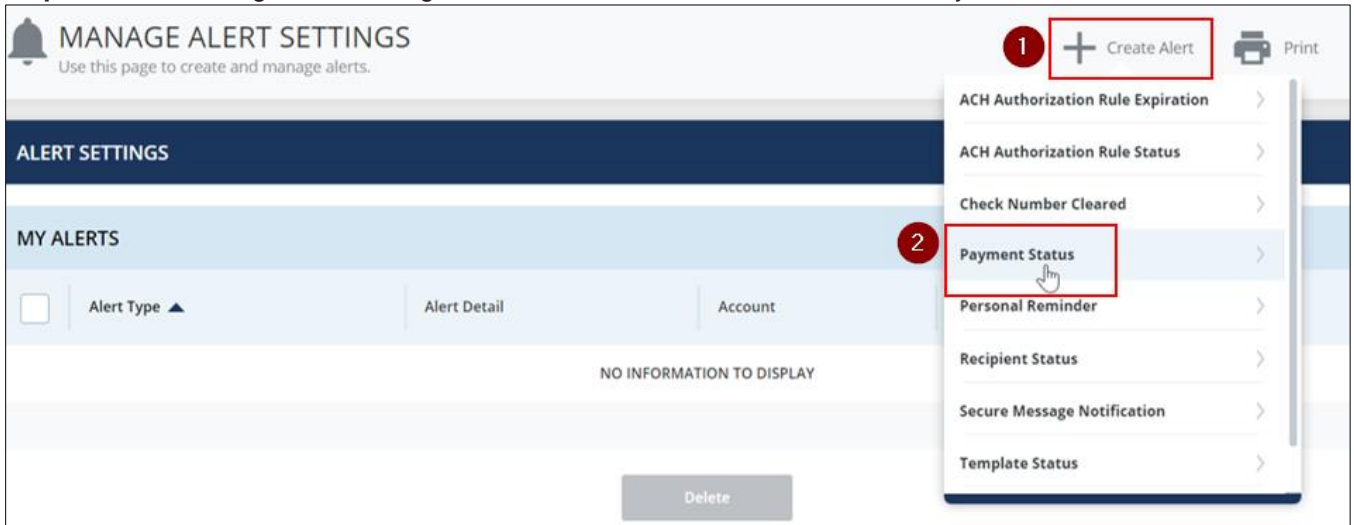 MANAGE ALERT SETTINGS
Use this page to create and manage alerts.
1
Create Alert
Print
ACH Authorization Rule Expiration
ACH Authorization Rule Status
Check Number Cleared
2
Payment Status
Personal Reminder
Recipient Status
Secure Message Notification
Template Status
ALERT SETTINGS
MY ALERTS
Alert Type
Alert Detail
Account
NO INFORMATION TO DISPLAY
Delete